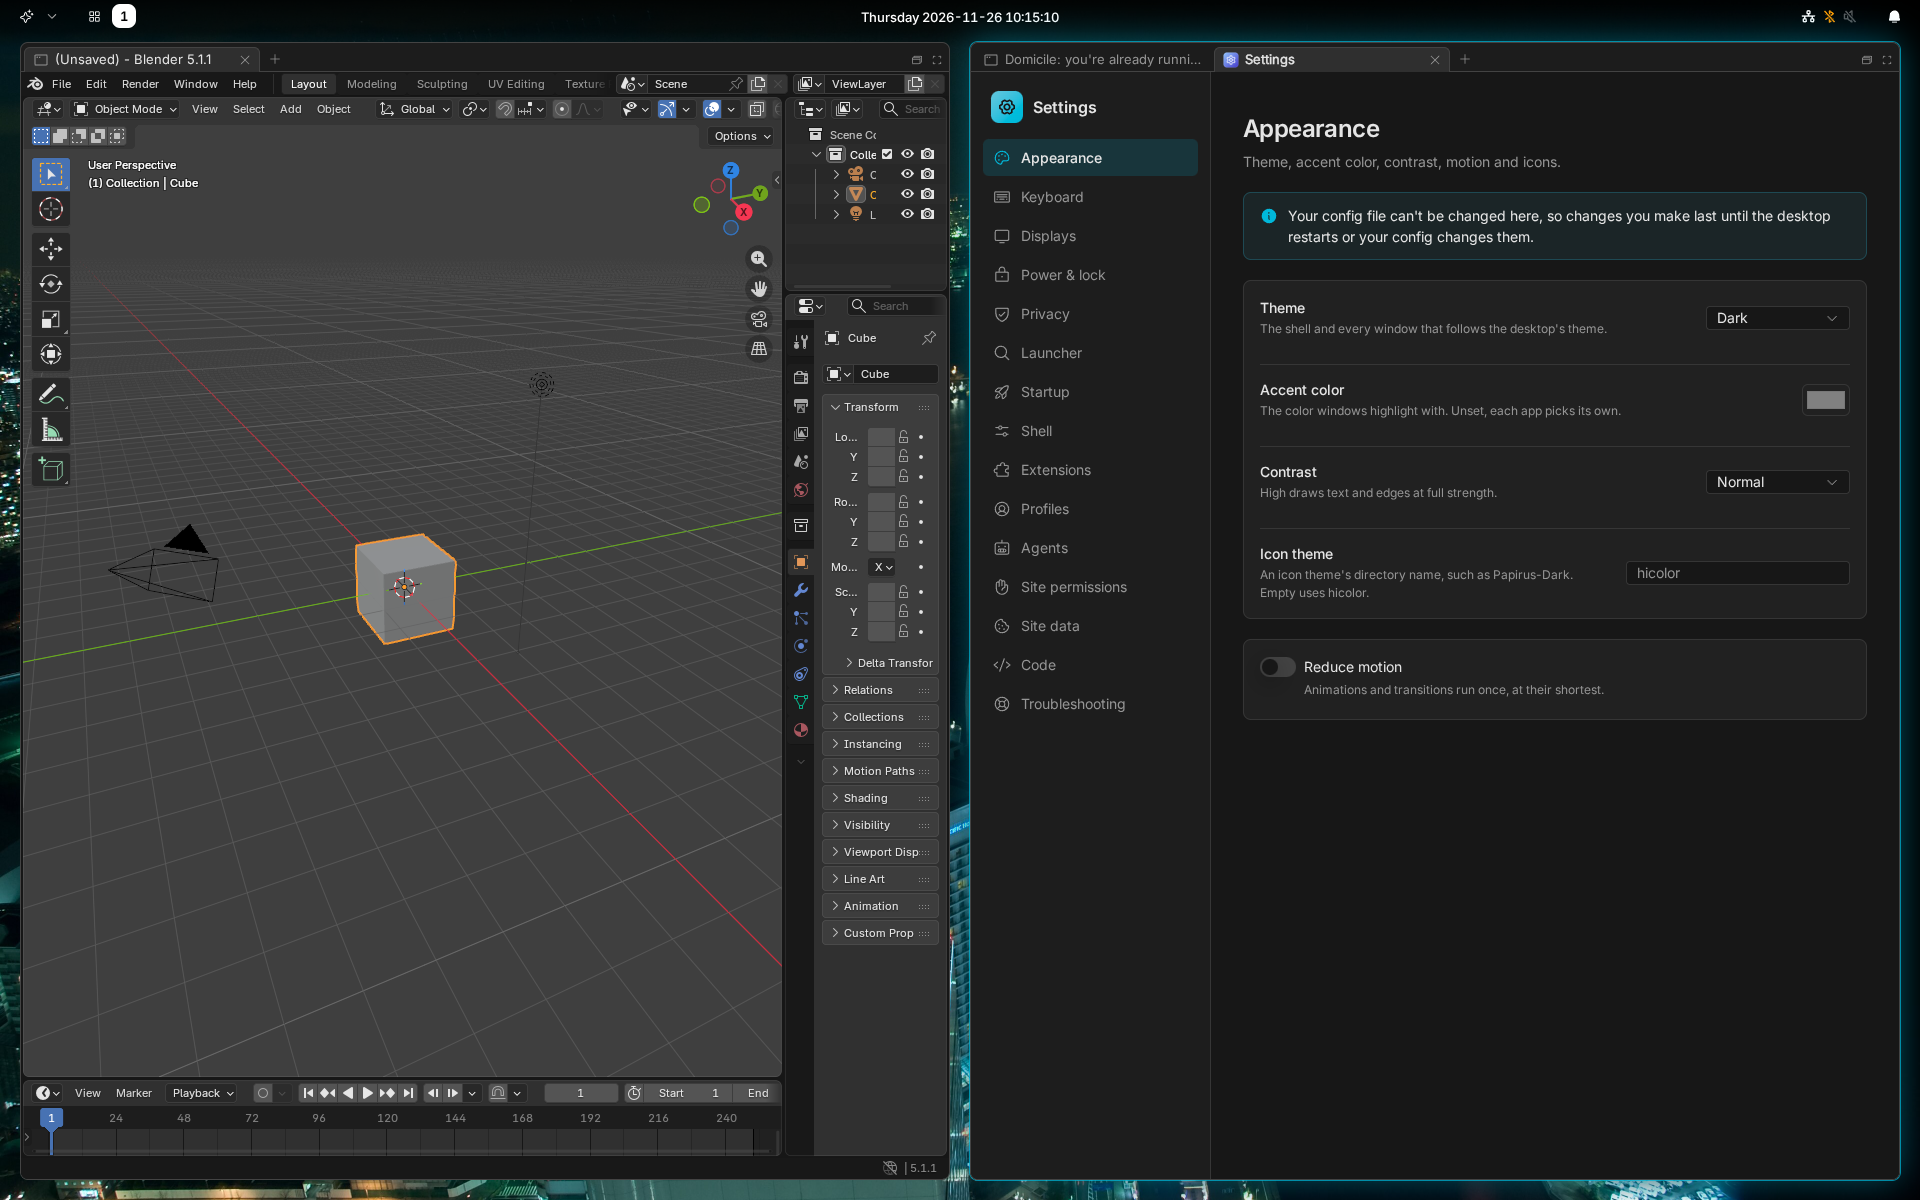 1
Thursday 2026-11-26 10:15:10
(Unsaved) - Blender 5.1.1
File Edit Render Window Help Layout Modeling Sculpting UV Editing Texture Scene ViewLayer
Object Mode View Select Add Object Global Search
Options
User Perspective
(1) Collection | Cube
Z
Y
X
Scene Cc
Colle
C
C
L
Search
Cube
Cube
Transform
Lo...
Y
Z
Ro...
Y
Z
Mo... X
Sc...
Y
Z
Delta Transfor
Relations
Collections
Instancing
Motion Paths
Shading
Visibility
Viewport Disp
Line Art
Animation
Custom Prop
View Marker Playback 1 Start 1 End
1 24 48 72 96 120 144 168 192 216 240
5.1.1
Domicile: you're already runni...
Settings
Settings
Appearance
Keyboard
Displays
Power & lock
Privacy
Launcher
Startup
Shell
Extensions
Profiles
Agents
Site permissions
Site data
Code
Troubleshooting
Appearance
Theme, accent color, contrast, motion and icons.
Your config file can't be changed here, so changes you make last until the desktop
restarts or your config changes them.
Theme
The shell and every window that follows the desktop's theme.
Dark
Accent color
The color windows highlight with. Unset, each app picks its own.
Contrast
High draws text and edges at full strength.
Normal
Icon theme
An icon theme's directory name, such as Papirus-Dark.
Empty uses hicolor.
hicolor
Reduce motion
Animations and transitions run once, at their shortest.